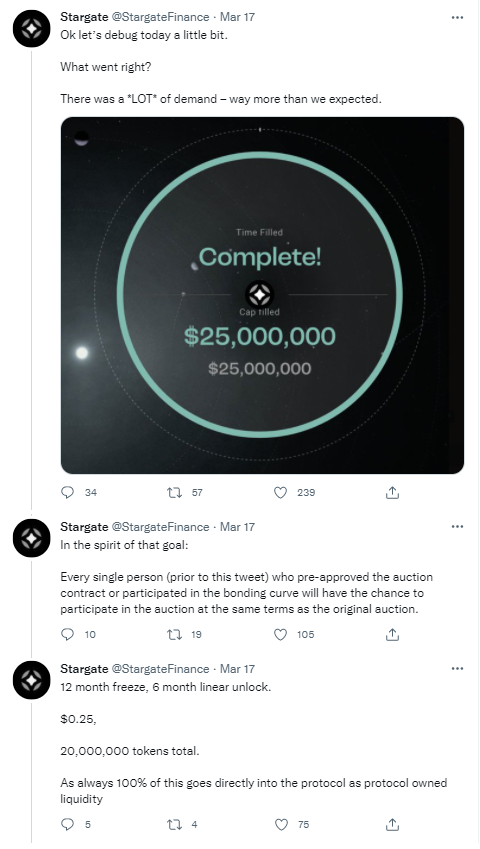 Stargate @StargateFinance · Mar 17
Ok let's debug today a little bit.
What went right?
There was a *LOT* of demand – way more than we expected.
Time Filled
Complete!
Cap filled
$25,000,000
$25,000,000
34 57 239
Stargate @StargateFinance · Mar 17
In the spirit of that goal:
Every single person (prior to this tweet) who pre-approved the auction
contract or participated in the bonding curve will have the chance to
participate in the auction at the same terms as the original auction.
10 19 105
Stargate @StargateFinance · Mar 17
12 month freeze, 6 month linear unlock.
$0.25,
20,000,000 tokens total.
As always 100% of this goes directly into the protocol as protocol owned
liquidity
5 4 75